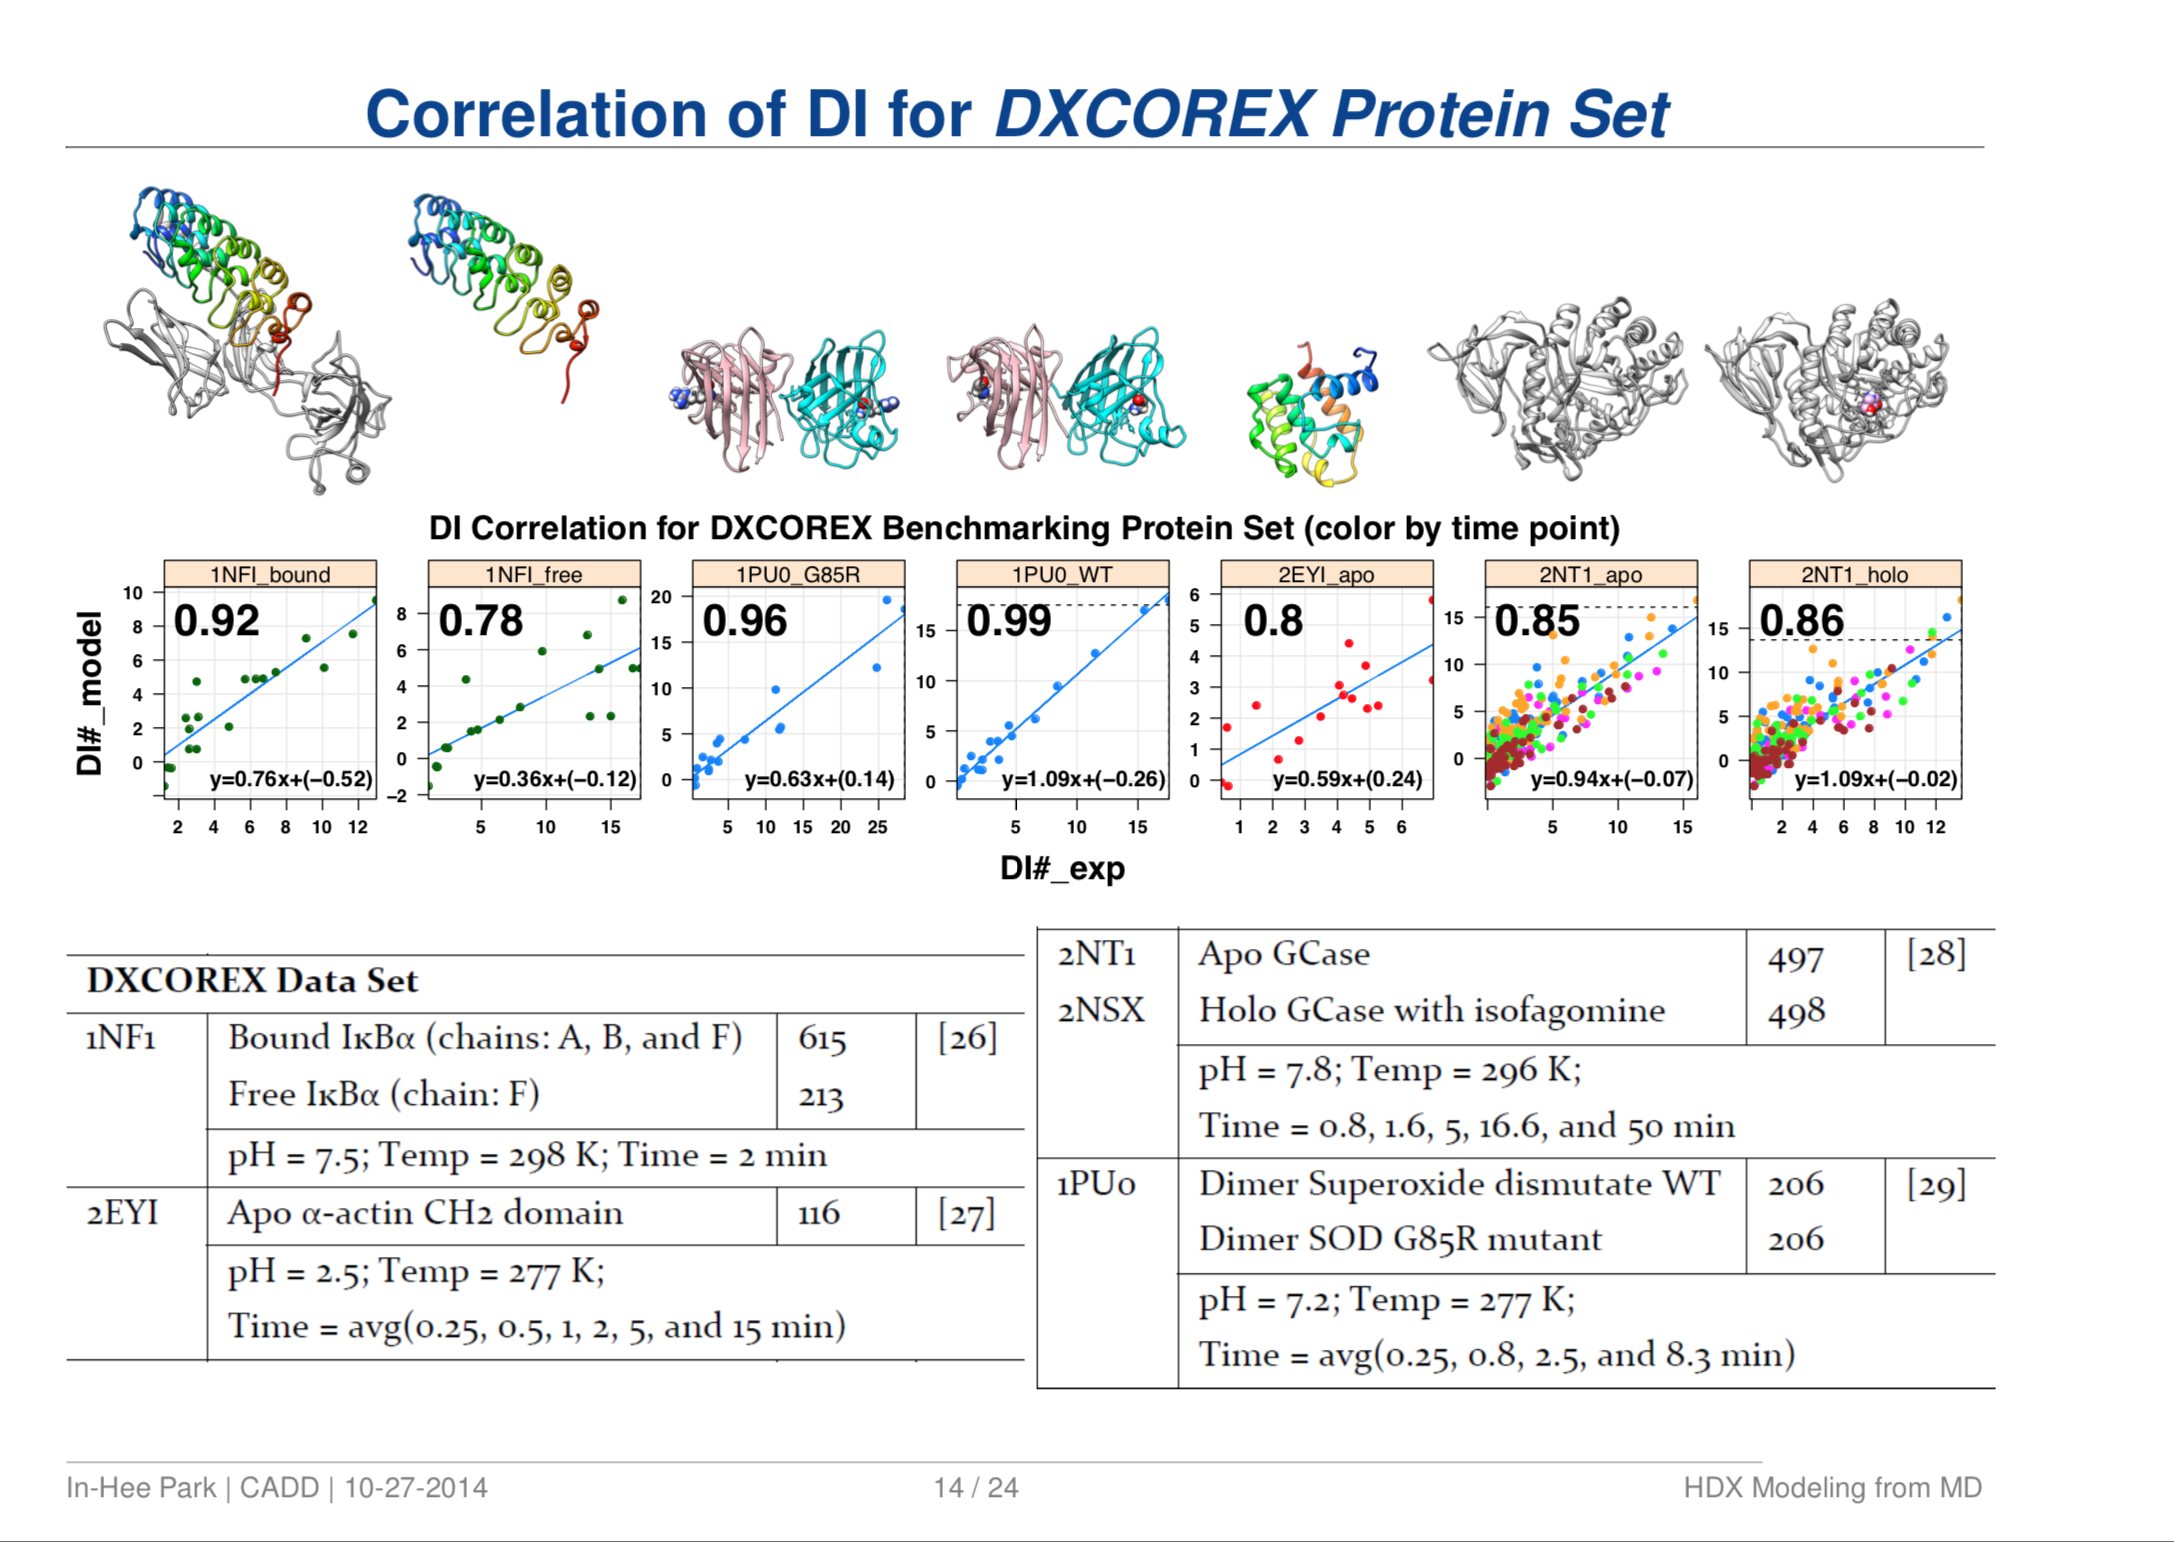 Correlation of DI for DXCOREX Protein Set
DI Correlation for DXCOREX Benchmarking Protein Set (color by time point)
1NFI_bound 1NFI_free 1PU0_G85R 1PU0_WT 2EYI_apo 2NT1_apo 2NT1_holo
0.92 0.78 0.96 0.99 0.8 0.85 0.86
DI#_model
10
8
6
4
2
0
8
6
4
2
0
−2
20
15
10
5
0
15
10
5
0
6
5
4
3
2
1
0
15
10
5
0
15
10
5
0
y=0.76x+(−0.52) y=0.36x+(−0.12) y=0.63x+(0.14) y=1.09x+(−0.26) y=0.59x+(0.24) y=0.94x+(−0.07) y=1.09x+(−0.02)
2 4 6 8 10 12 5 10 15 5 10 15 20 25 5 10 15 1 2 3 4 5 6 5 10 15 2 4 6 8 10 12
DI#_exp
DXCOREX Data Set
1NF1 Bound IκBα (chains: A, B, and F) 615 [26]
Free IκBα (chain: F) 213
pH = 7.5; Temp = 298 K; Time = 2 min
2EYI Apo α-actin CH2 domain 116 [27]
pH = 2.5; Temp = 277 K;
Time = avg(0.25, 0.5, 1, 2, 5, and 15 min)
2NT1 Apo GCase 497 [28]
2NSX Holo GCase with isofagomine 498
pH = 7.8; Temp = 296 K;
Time = 0.8, 1.6, 5, 16.6, and 50 min
1PU0 Dimer Superoxide dismutate WT 206 [29]
Dimer SOD G85R mutant 206
pH = 7.2; Temp = 277 K;
Time = avg(0.25, 0.8, 2.5, and 8.3 min)
In-Hee Park | CADD | 10-27-2014 14 / 24 HDX Modeling from MD